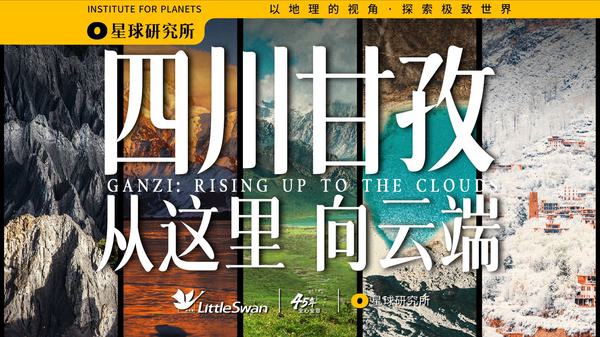 INSTITUTE FOR PLANETS
以地理的视角·探索极致世界
星球研究所
四川甘孜
GANZI: RISING UP TO THE CLOUDS
从这里 向云端
LittleSwan
45年
星球研究所